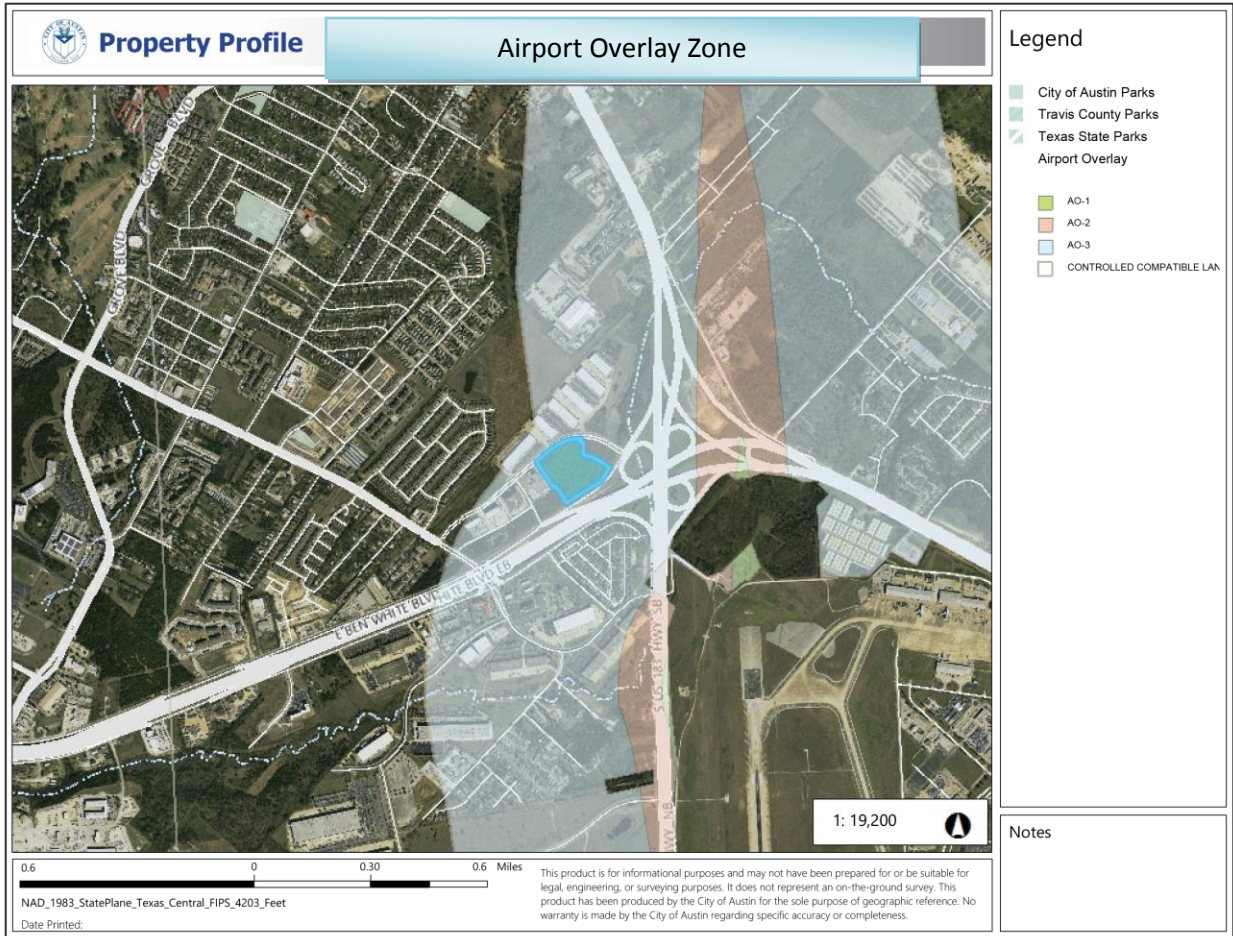 CITY OF AUSTIN
Property Profile
Airport Overlay Zone
Legend
City of Austin Parks
Travis County Parks
Texas State Parks
Airport Overlay
AO-1
AO-2
AO-3
CONTROLLED COMPATIBLE LAN
GROVE BLVD
GROVE BLVD
E BEN WHITE BLVD
HITE BLVD EB
S US 183 HWY SB
WY NB
1: 19,200
Notes
0.6 0 0.30 0.6 Miles
NAD_1983_StatePlane_Texas_Central_FIPS_4203_Feet
Date Printed:
This product is for informational purposes and may not have been prepared for or be suitable for
legal, engineering, or surveying purposes. It does not represent an on-the-ground survey. This
product has been produced by the City of Austin for the sole purpose of geographic reference. No
warranty is made by the City of Austin regarding specific accuracy or completeness.